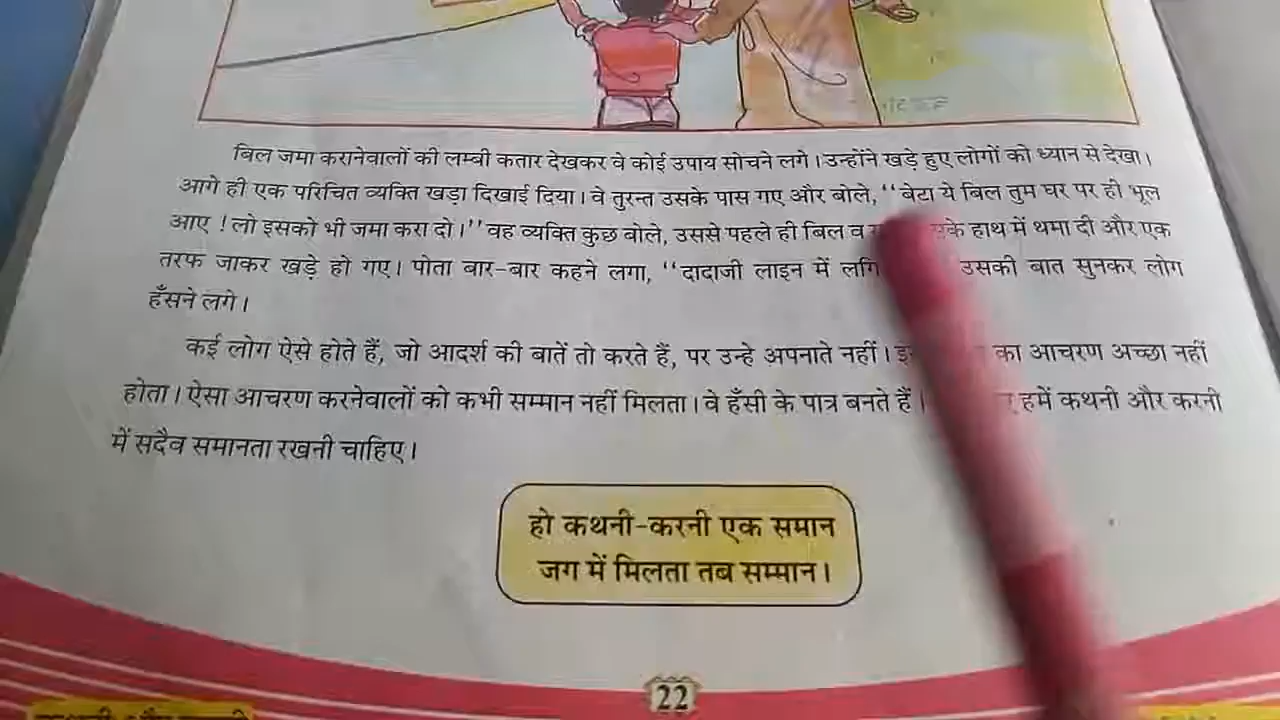 बिल जमा करानेवालों की लम्बी कतार देखकर वे कोई उपाय सोचने लगे। उन्होंने खड़े हुए लोगों को ध्यान से देखा।
आगे ही एक परिचित व्यक्ति खड़ा दिखाई दिया। वे तुरन्त उसके पास गए और बोले, ‘‘बेटा ये बिल तुम घर पर ही भूल
आए ! लो इसको भी जमा करा दो।’’ वह व्यक्ति कुछ बोले, उससे पहले ही बिल व हाथ में थमा दी और एक
तरफ जाकर खड़े हो गए। पोता बार-बार कहने लगा, ‘‘दादाजी लाइन में उसकी बात सुनकर लोग
हँसने लगे।
कई लोग ऐसे होते हैं, जो आदर्श की बातें तो करते हैं, पर उन्हे अपनाते नहीं। का आचरण अच्छा नहीं
होता। ऐसा आचरण करनेवालों को कभी सम्मान नहीं मिलता। वे हँसी के पात्र बनते हैं। हमें कथनी और करनी
में सदैव समानता रखनी चाहिए।
हो कथनी-करनी एक समान
जग में मिलता तब सम्मान।
22